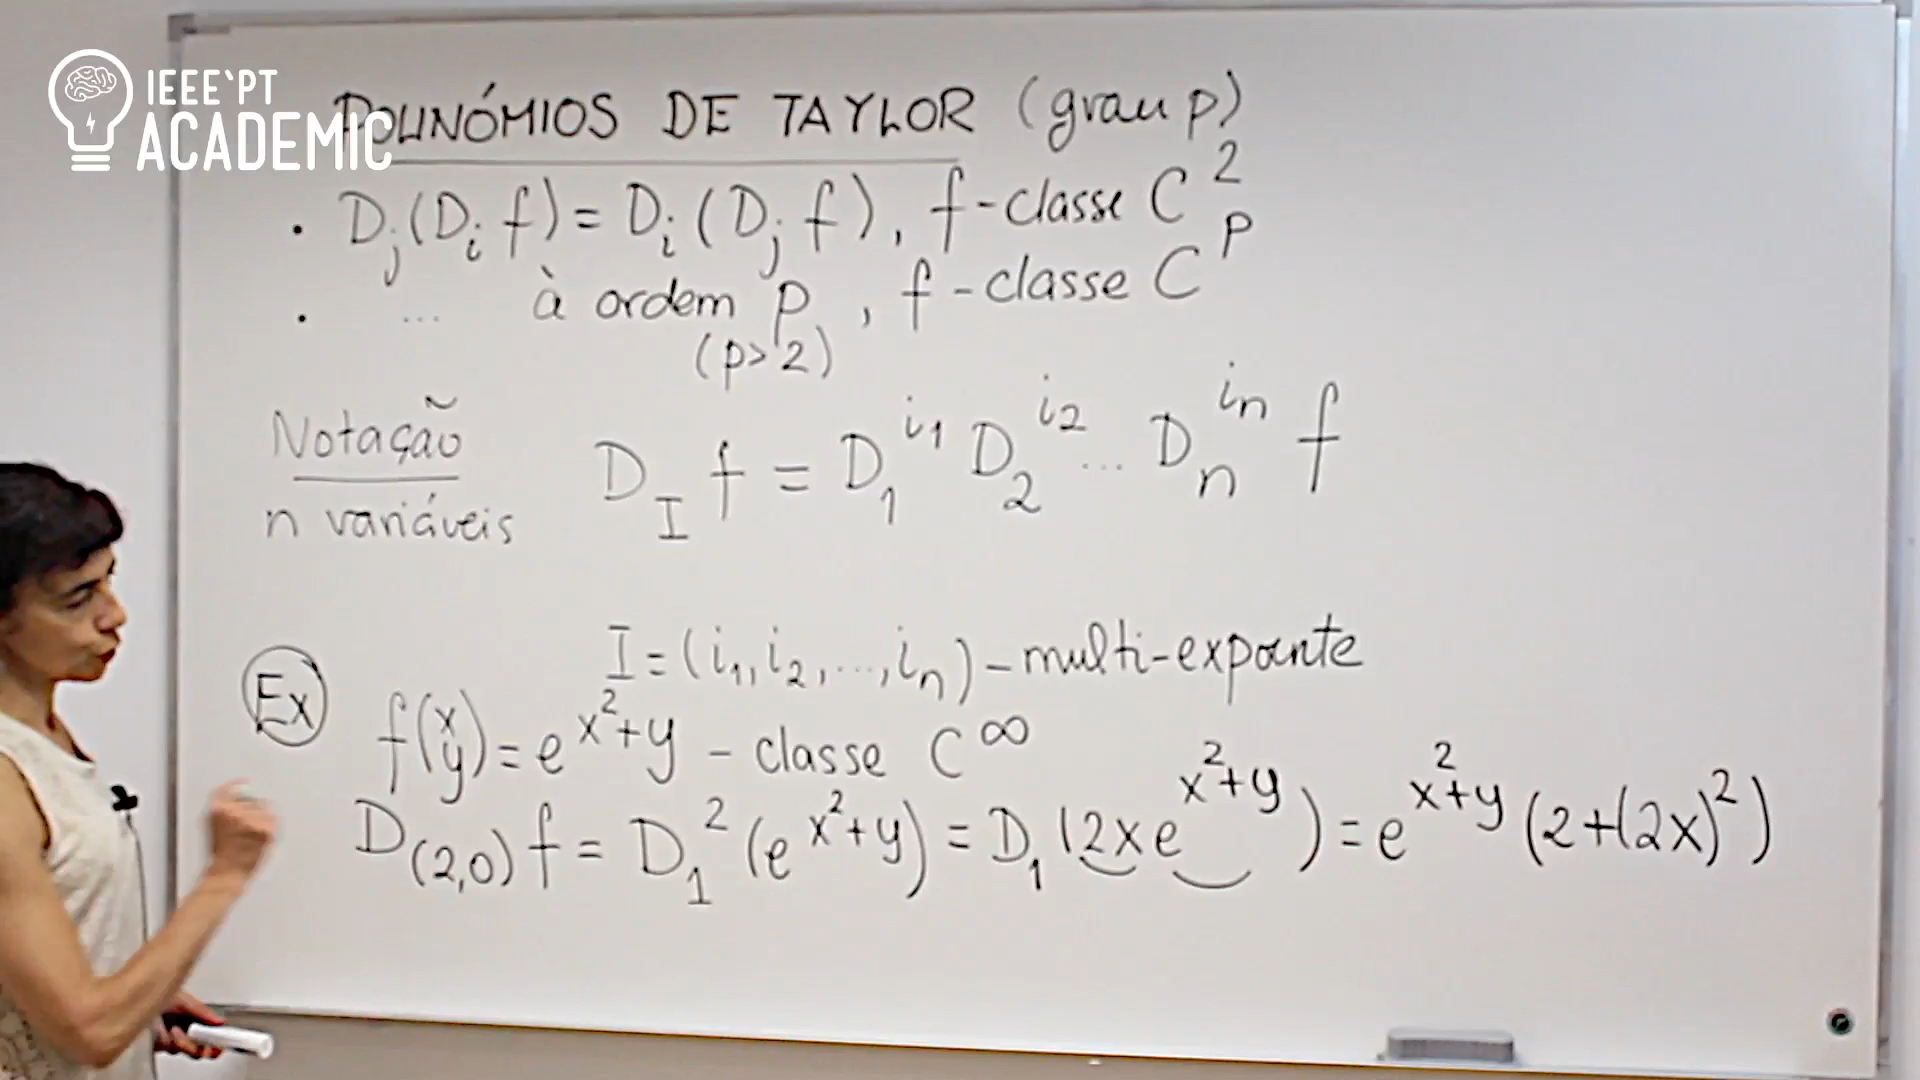 IEEE`PT
ACADEMIC
POLINÓMIOS DE TAYLOR (grau p)
• D_j(D_i f) = D_i(D_j f), f-classe C^2
• ... à ordem p, f-classe C^p
(p>2)
Notação
n variáveis
D_I f = D_1^{i_1} D_2^{i_2} ... D_n^{i_n} f
I = (i_1, i_2, ..., i_n) - multi-expoente
Ex
f(x y) = e^{x^2+y} - classe C^∞
D_{(2,0)} f = D_1^2 (e^{x^2+y}) = D_1 (2x e^{x^2+y}) = e^{x^2+y} (2+(2x)^2)